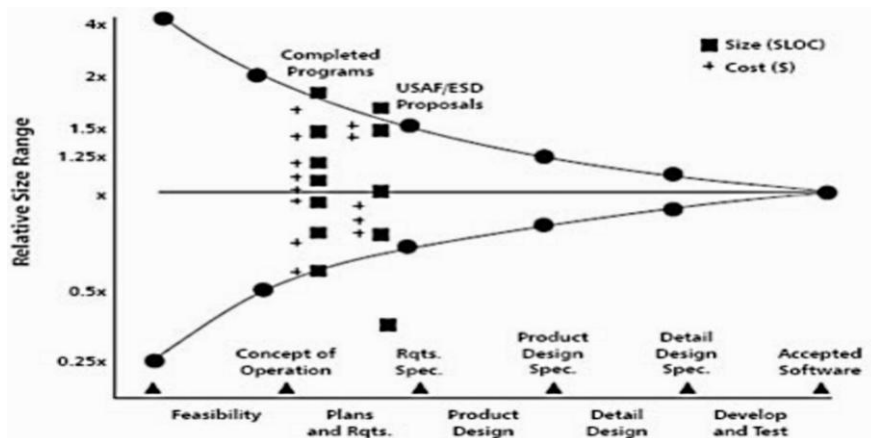 4x
2x
1.5x
1.25x
x
0.5x
0.25x
Relative Size Range
Completed
Programs
USAF/ESD
Proposals
Size (SLOC)
Cost ($)
Concept of
Operation
Rqts.
Spec.
Product
Design
Spec.
Detail
Design
Spec.
Accepted
Software
Feasibility
Plans
and Rqts.
Product
Design
Detail
Design
Develop
and Test